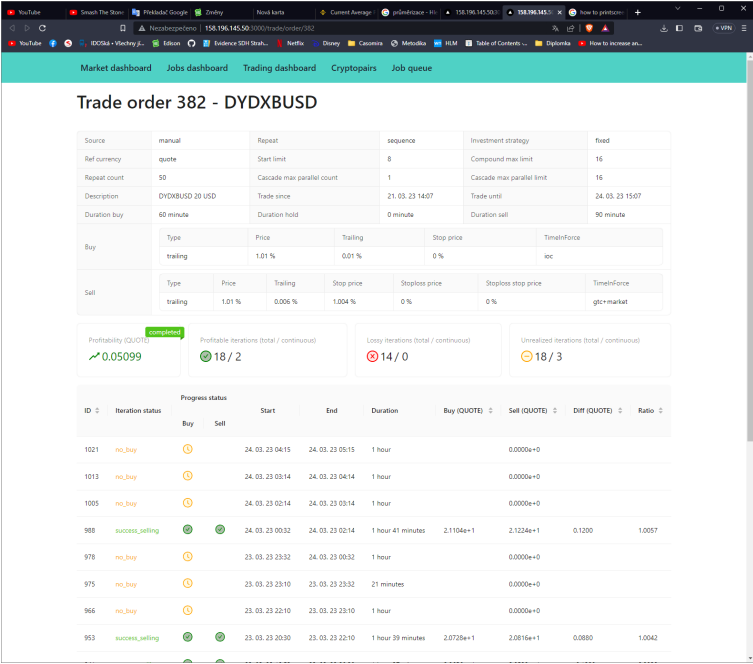 YouTube
Smash The Stone
Překladač Google
Změny
Nová karta
Current Average
průměrizace - Hl
158.196.145.50:
158.196.145.5
how to printscre
Nezabezpečeno 158.196.145.50:3000/trade/order/382
VPN
YouTube
IDOSka • Všechny jí...
Edison
Evidence SDH Strah...
Netflix
Disney
Casomira
Metodika
HLM
Table of Contents -...
Diplomka
How to increase an...
Market dashboard Jobs dashboard Trading dashboard Cryptopairs Job queue
Trade order 382 - DYDXBUSD
Source manual Repeat sequence Investment strategy fixed
Ref currency quote Start limit 8 Compound max limit 16
Repeat count 50 Cascade max parallel count 1 Cascade max parallel limit 16
Description DYDXBUSD 20 USD Trade since 21. 03. 23 14:07 Trade until 24. 03. 23 15:07
Duration buy 60 minute Duration hold 0 minute Duration sell 90 minute
Buy
Type Price Trailing Stop price TimeInForce
trailing 1.01 % 0.01 % 0 % ioc
Sell
Type Price Trailing Stop price Stoploss price Stoploss stop price TimeInForce
trailing 1.01 % 0.006 % 1.004 % 0 % 0 % gtc+market
completed
Profitability (QUOTE) Profitable iterations (total / continuous) Lossy iterations (total / continuous) Unrealized iterations (total / continuous)
0.05099 18 / 2 14 / 0 18 / 3
Progress status
ID Iteration status Start End Duration Buy (QUOTE) Sell (QUOTE) Diff (QUOTE) Ratio
Buy Sell
1021 no_buy 24. 03. 23 04:15 24. 03. 23 05:15 1 hour 0.0000e+0
1013 no_buy 24. 03. 23 03:14 24. 03. 23 04:14 1 hour 0.0000e+0
1005 no_buy 24. 03. 23 02:14 24. 03. 23 03:14 1 hour 0.0000e+0
988 success_selling 24. 03. 23 00:32 24. 03. 23 02:14 1 hour 41 minutes 2.1104e+1 2.1224e+1 0.1200 1.0057
978 no_buy 23. 03. 23 23:32 24. 03. 23 00:32 1 hour 0.0000e+0
975 no_buy 23. 03. 23 23:10 23. 03. 23 23:32 21 minutes 0.0000e+0
966 no_buy 23. 03. 23 22:10 23. 03. 23 23:10 1 hour 0.0000e+0
953 success_selling 23. 03. 23 20:30 23. 03. 23 22:10 1 hour 39 minutes 2.0728e+1 2.0816e+1 0.0880 1.0042